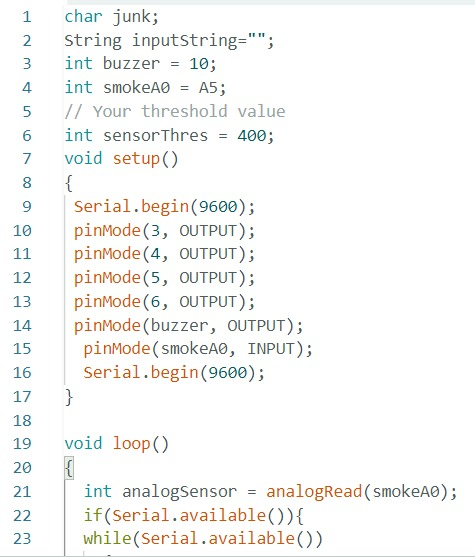 1 char junk;
2 String inputString="";
3 int buzzer = 10;
4 int smokeA0 = A5;
5 // Your threshold value
6 int sensorThres = 400;
7 void setup()
8 {
9 Serial.begin(9600);
10 pinMode(3, OUTPUT);
11 pinMode(4, OUTPUT);
12 pinMode(5, OUTPUT);
13 pinMode(6, OUTPUT);
14 pinMode(buzzer, OUTPUT);
15 pinMode(smokeA0, INPUT);
16 Serial.begin(9600);
17 }
18
19 void loop()
20 {
21 int analogSensor = analogRead(smokeA0);
22 if(Serial.available()){
23 while(Serial.available())